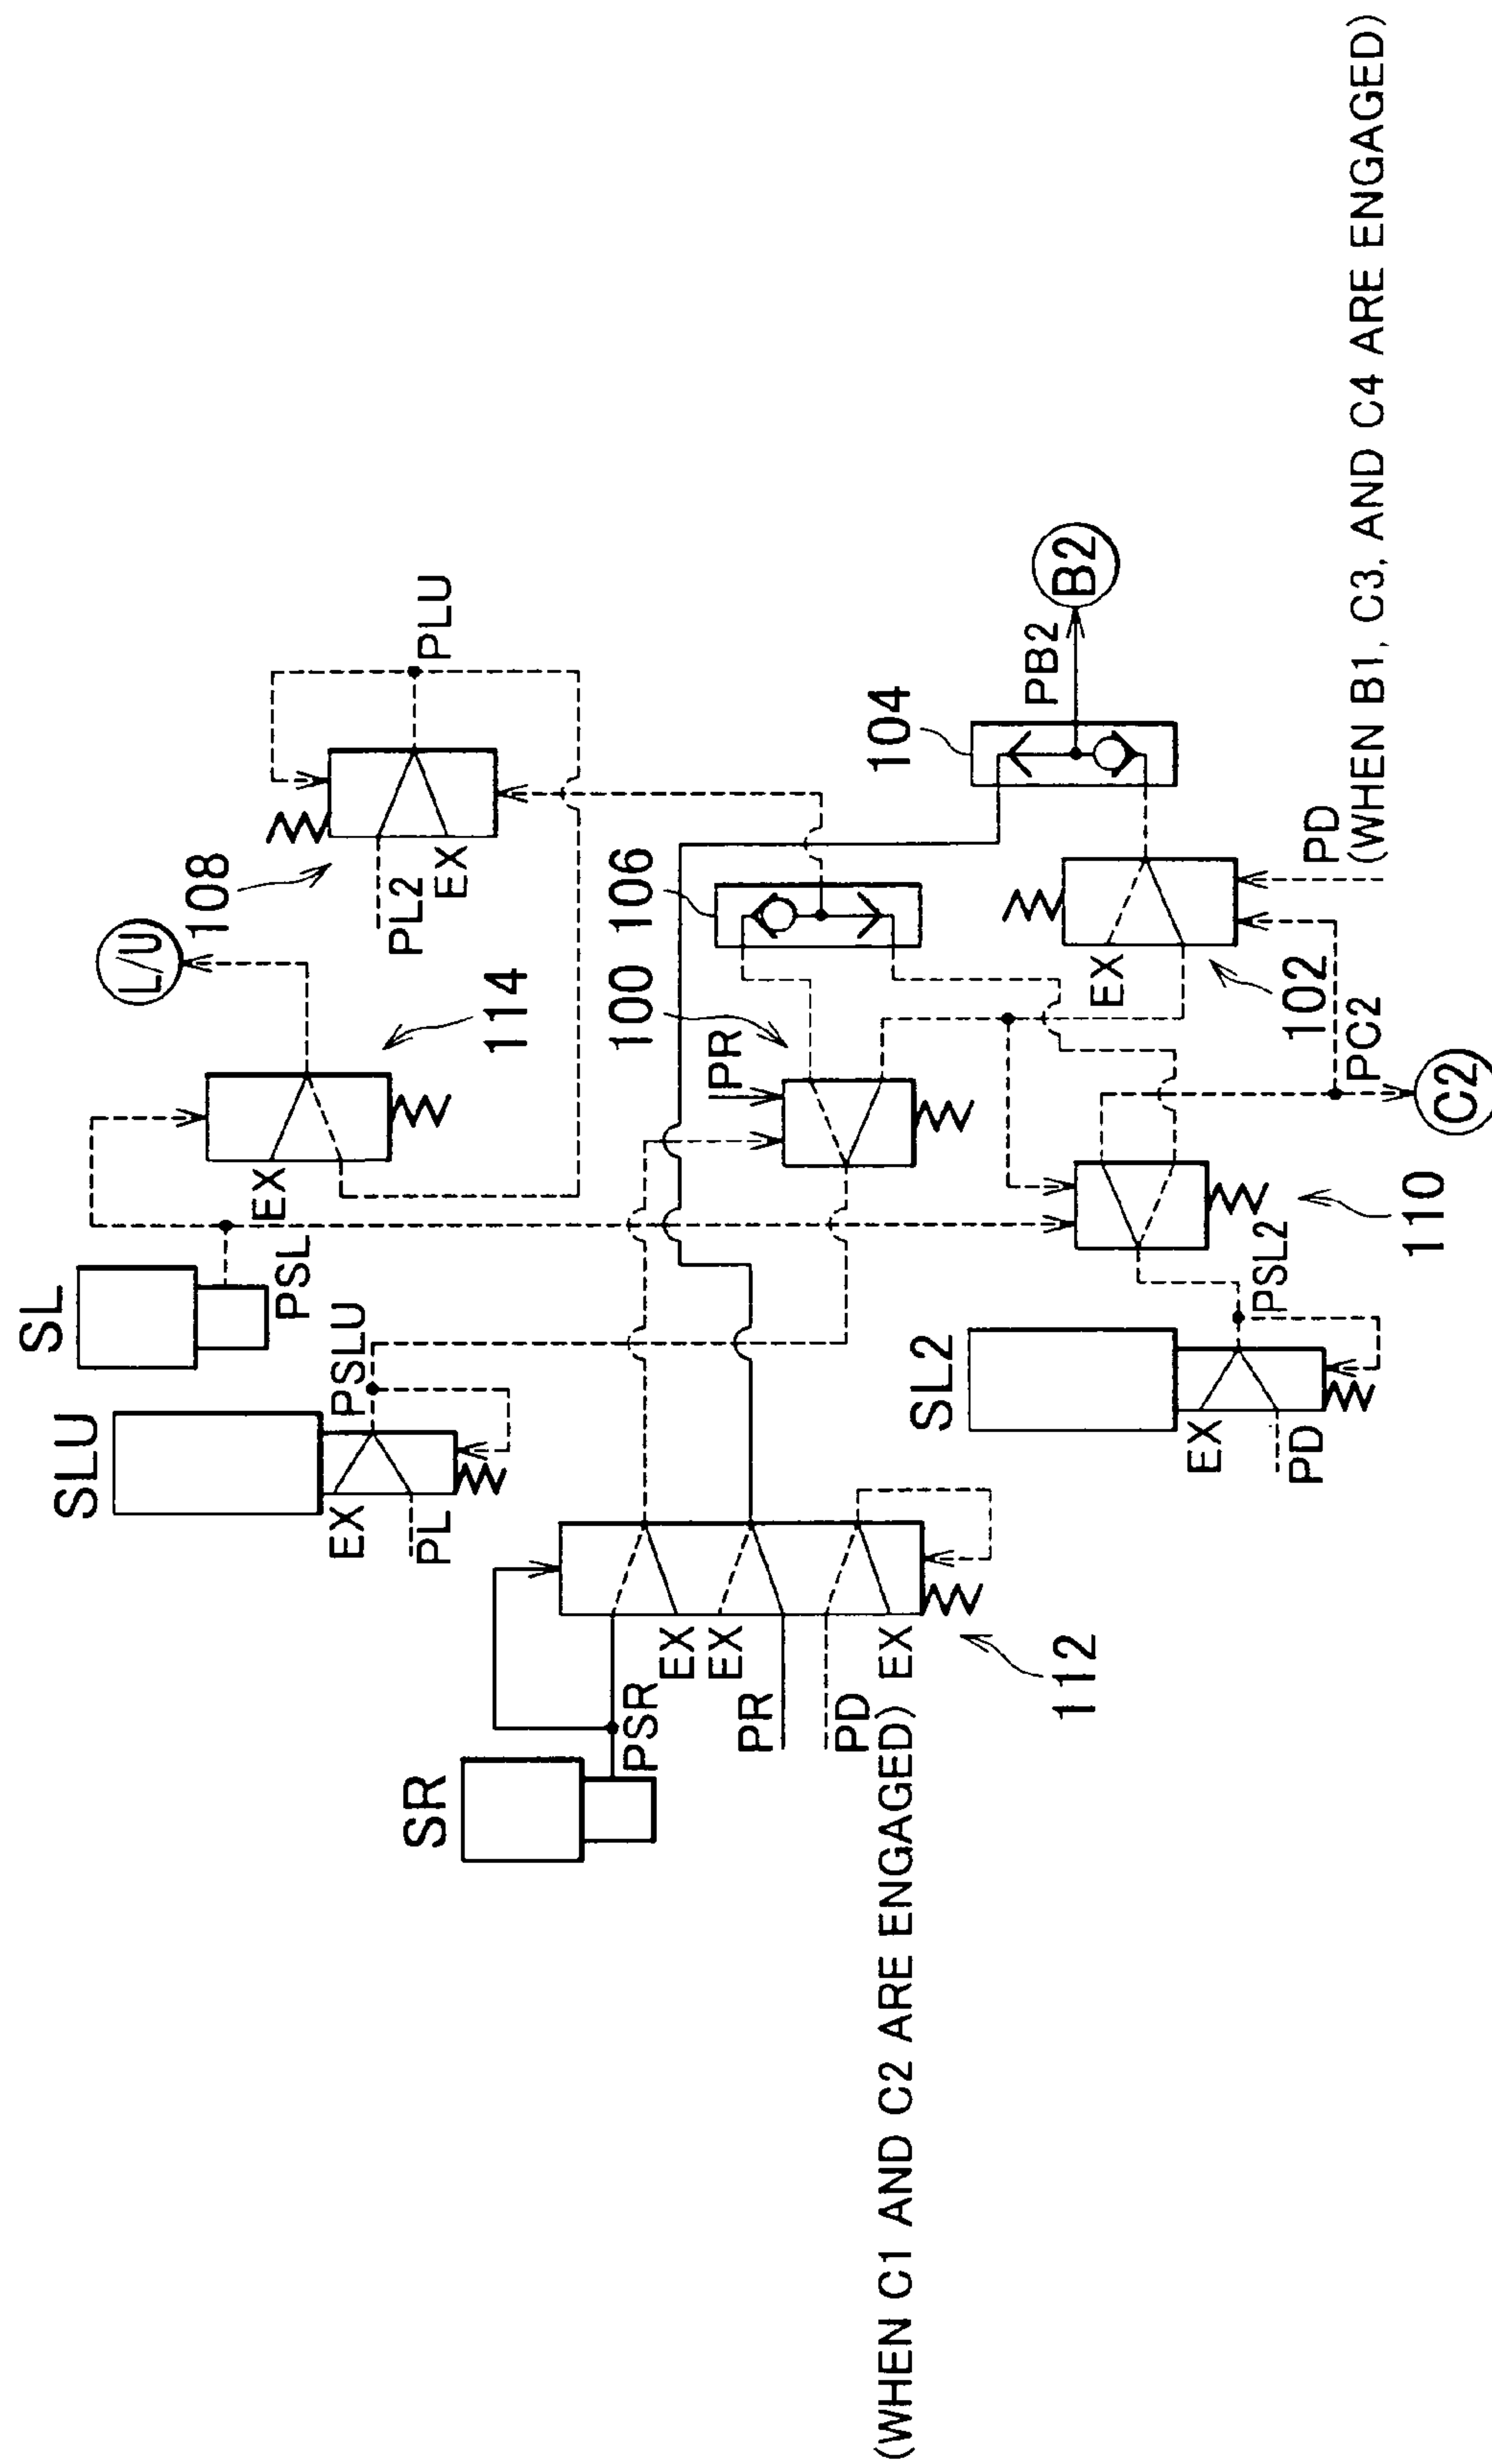 SL
PSL
SLU
EX
PL
PSLU
SR
PSR
EX
EX
PR
PD
(WHEN C1 AND C2 ARE ENGAGED) EX
112
L/U
EX
114
108
PL2
EX
PLU
PR
100
106
104
PB2
B2
EX
102
PD
(WHEN B1, C3, AND C4 ARE ENGAGED)
SL2
EX
PD
PSL2
110
PC2
C2